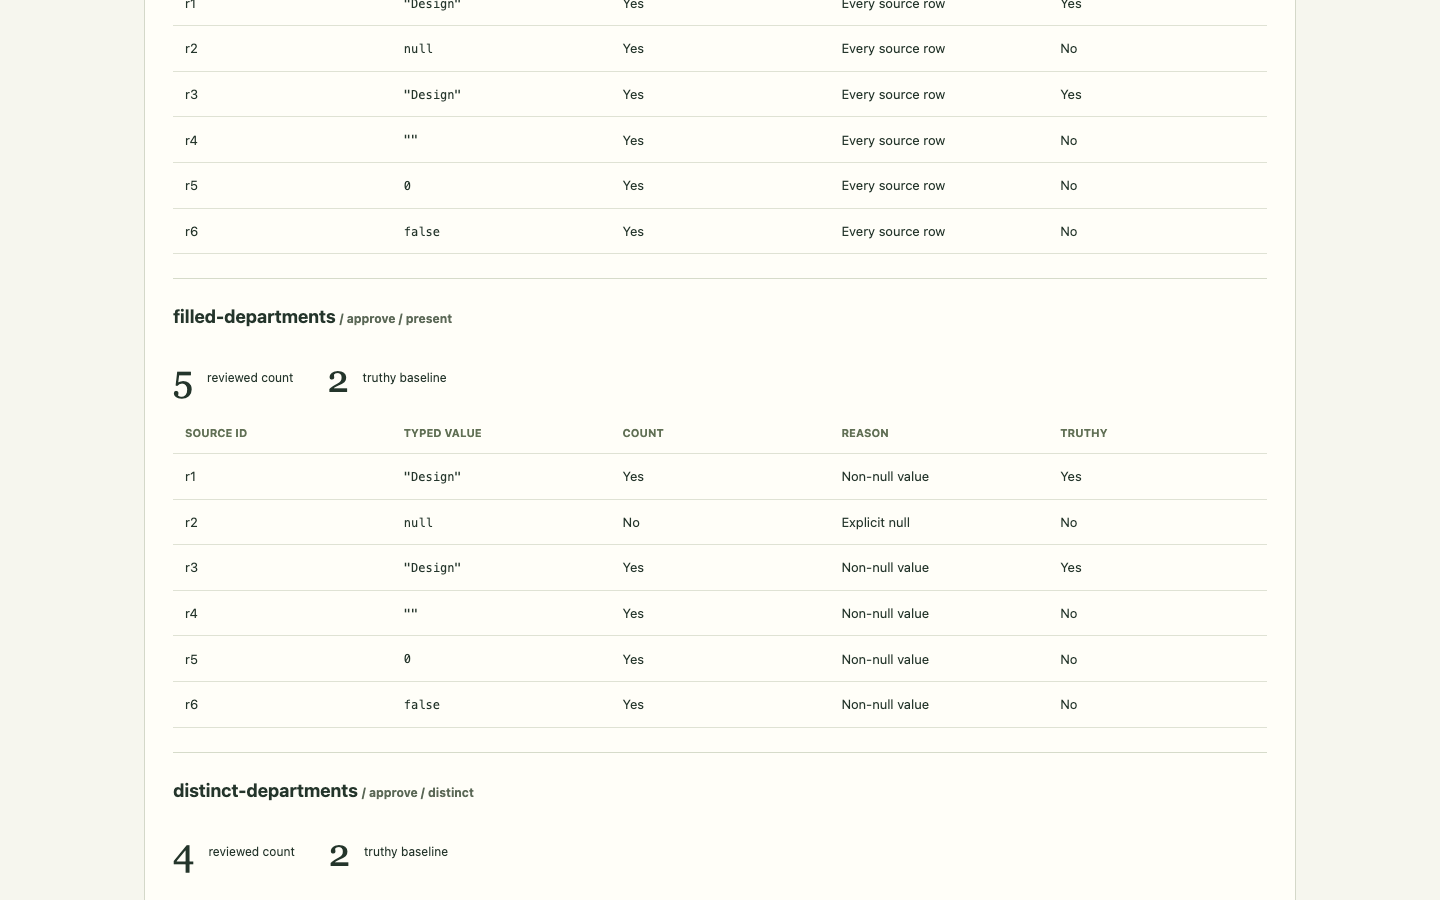 r1 "Design" Yes Every source row Yes
r2 null Yes Every source row No
r3 "Design" Yes Every source row Yes
r4 "" Yes Every source row No
r5 0 Yes Every source row No
r6 false Yes Every source row No
filled-departments / approve / present
5 reviewed count 2 truthy baseline
SOURCE ID TYPED VALUE COUNT REASON TRUTHY
r1 "Design" Yes Non-null value Yes
r2 null No Explicit null No
r3 "Design" Yes Non-null value Yes
r4 "" Yes Non-null value No
r5 0 Yes Non-null value No
r6 false Yes Non-null value No
distinct-departments / approve / distinct
4 reviewed count 2 truthy baseline